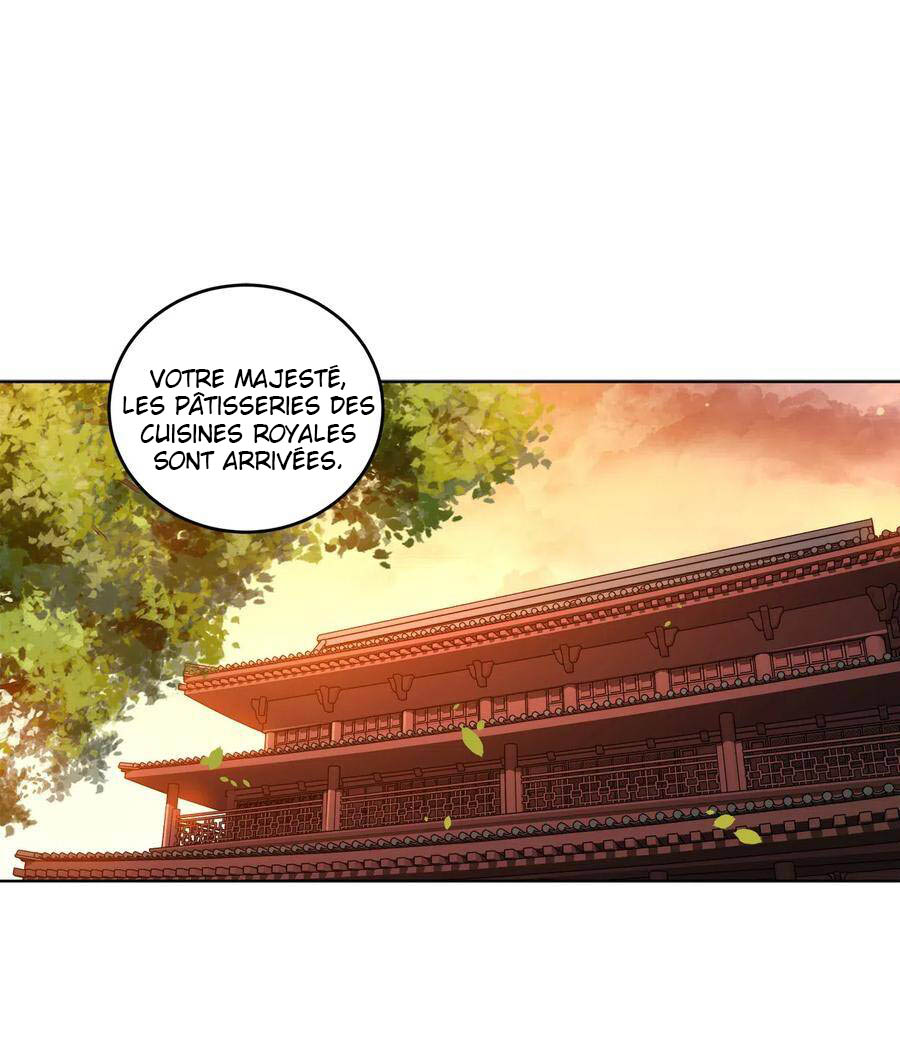 VOTRE MAJESTÉ,
LES PÂTISSERIES DES
CUISINES ROYALES
SONT ARRIVÉES.